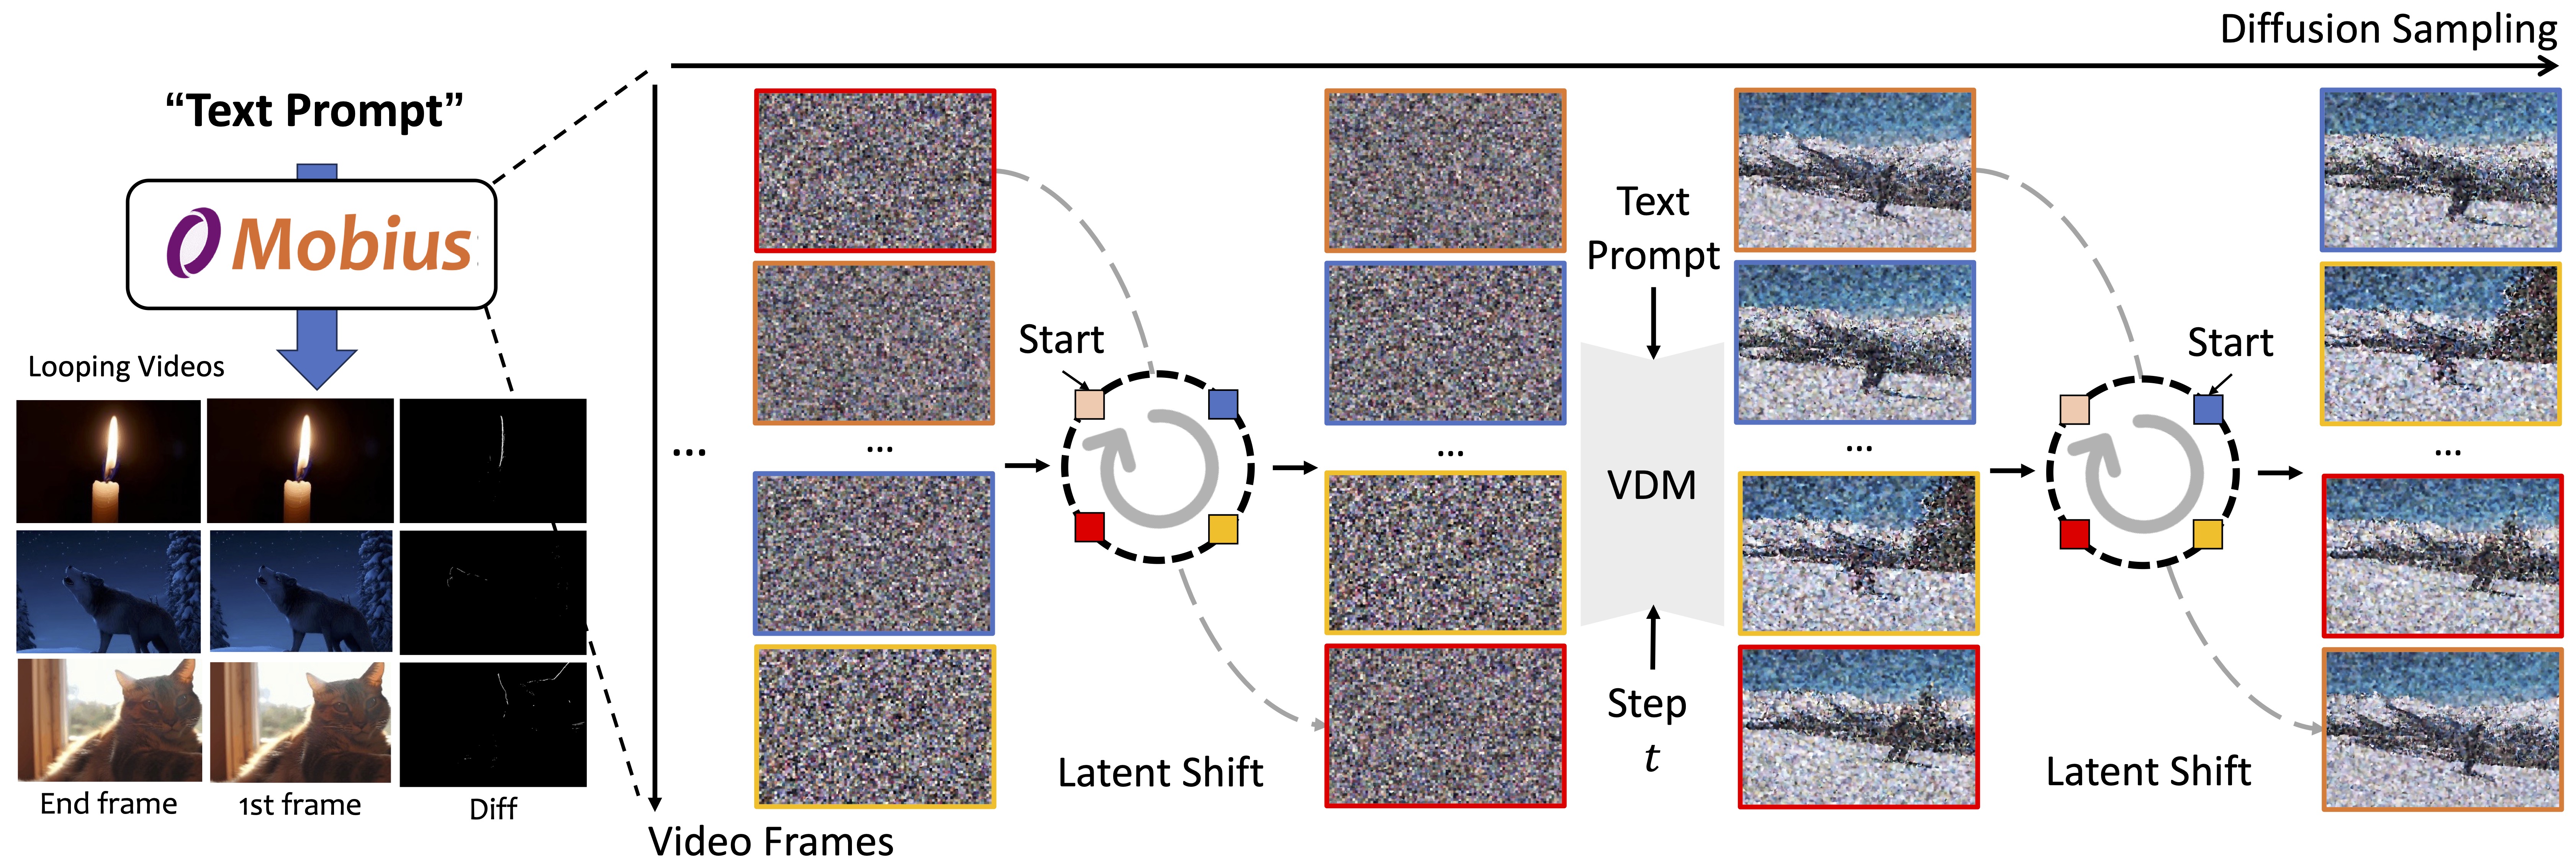 Diffusion Sampling
“Text Prompt”
Mobius
Looping Videos
End frame
1st frame
Diff
Video Frames
...
...
Start
Latent Shift
...
Text
Prompt
VDM
Step
t
...
Start
Latent Shift
...